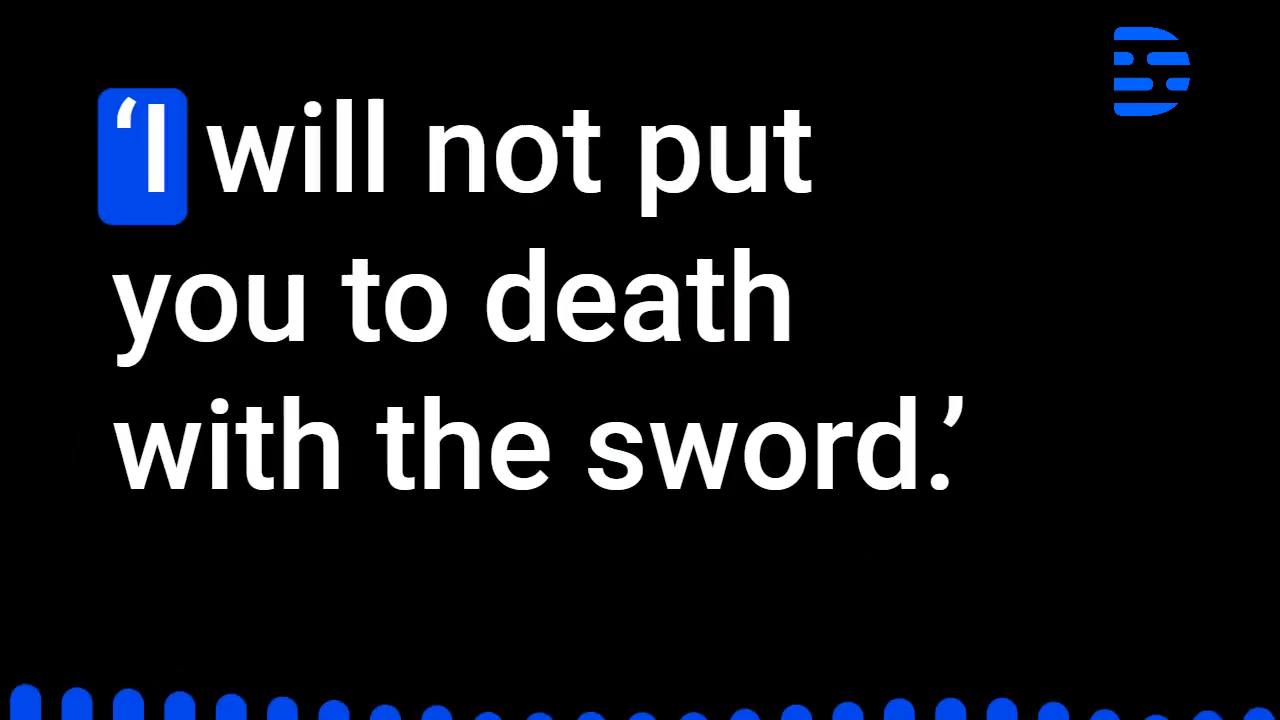 ‘I will not put
you to death
with the sword.’